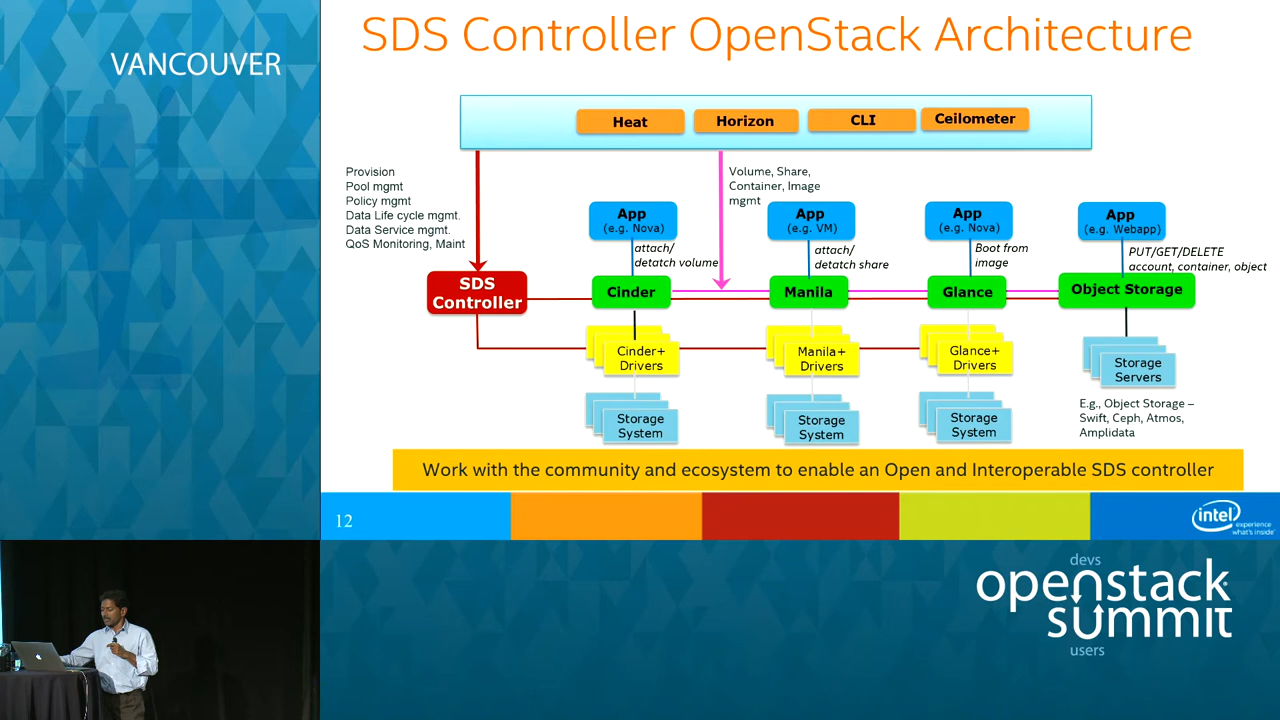 VANCOUVER
SDS Controller OpenStack Architecture
Heat
Horizon
CLI
Ceilometer
Provision
Pool mgmt
Policy mgmt
Data Life cycle mgmt.
Data Service mgmt.
QoS Monitoring, Maint
Volume, Share,
Container, Image
mgmt
App
(e.g. Nova)
App
(e.g. VM)
App
(e.g. Nova)
App
(e.g. Webapp)
attach/
detatch volume
attach/
detatch share
Boot from
image
PUT/GET/DELETE
account, container, object
SDS
Controller
Cinder
Manila
Glance
Object Storage
Cinder+
Drivers
Manila+
Drivers
Glance+
Drivers
Storage
Servers
Storage
System
Storage
System
Storage
System
E.g., Object Storage –
Swift, Ceph, Atmos,
Amplidata
Work with the community and ecosystem to enable an Open and Interoperable SDS controller
12
intel
experience
what's inside™
devs
openstack
summit
users